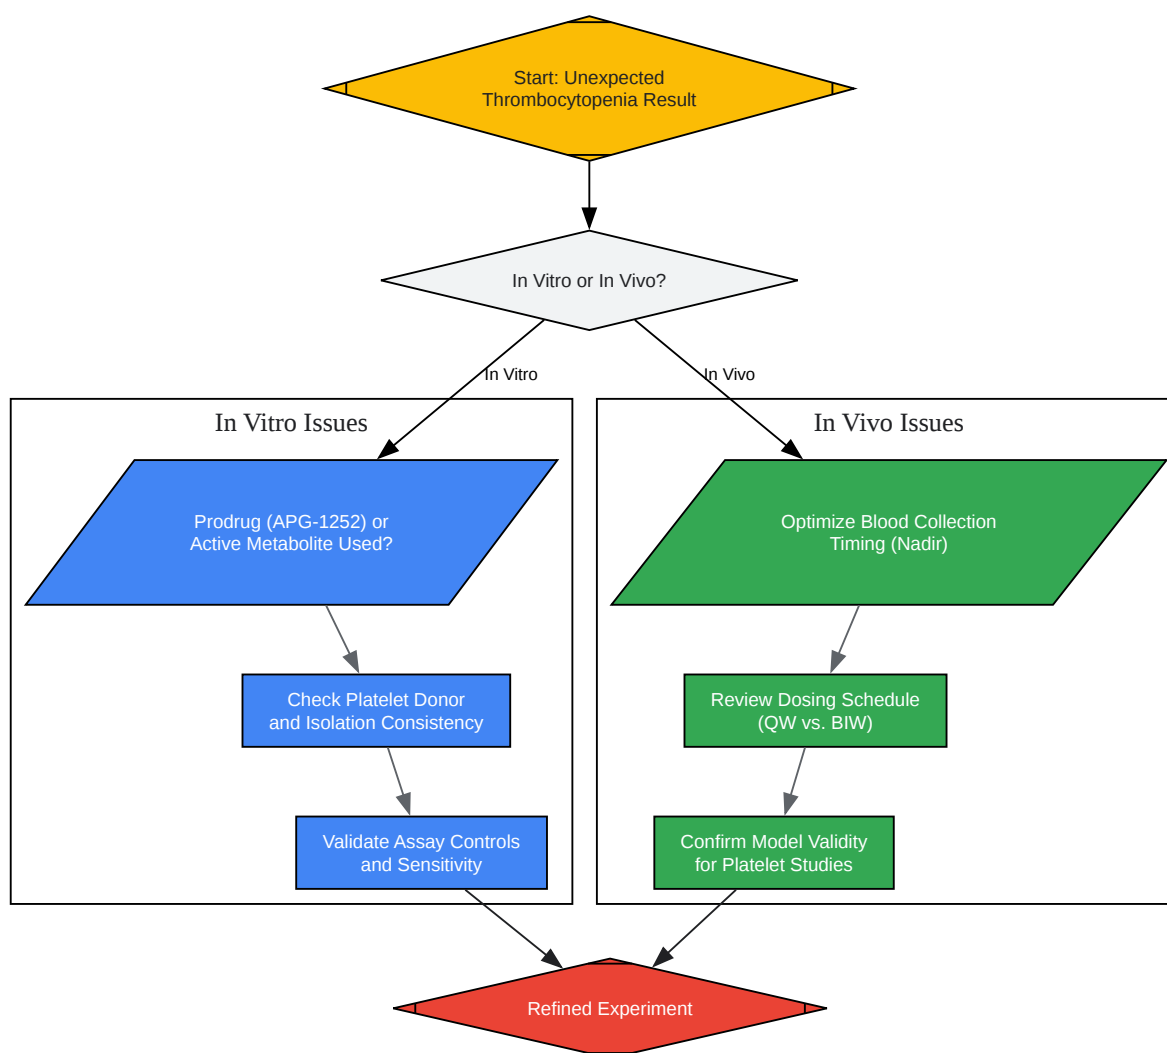 Start: Unexpected
Thrombocytopenia Result
In Vitro or In Vivo?
In Vitro
In Vivo
In Vitro Issues
Prodrug (APG-1252) or
Active Metabolite Used?
Check Platelet Donor
and Isolation Consistency
Validate Assay Controls
and Sensitivity
In Vivo Issues
Optimize Blood Collection
Timing (Nadir)
Review Dosing Schedule
(QW vs. BIW)
Confirm Model Validity
for Platelet Studies
Refined Experiment